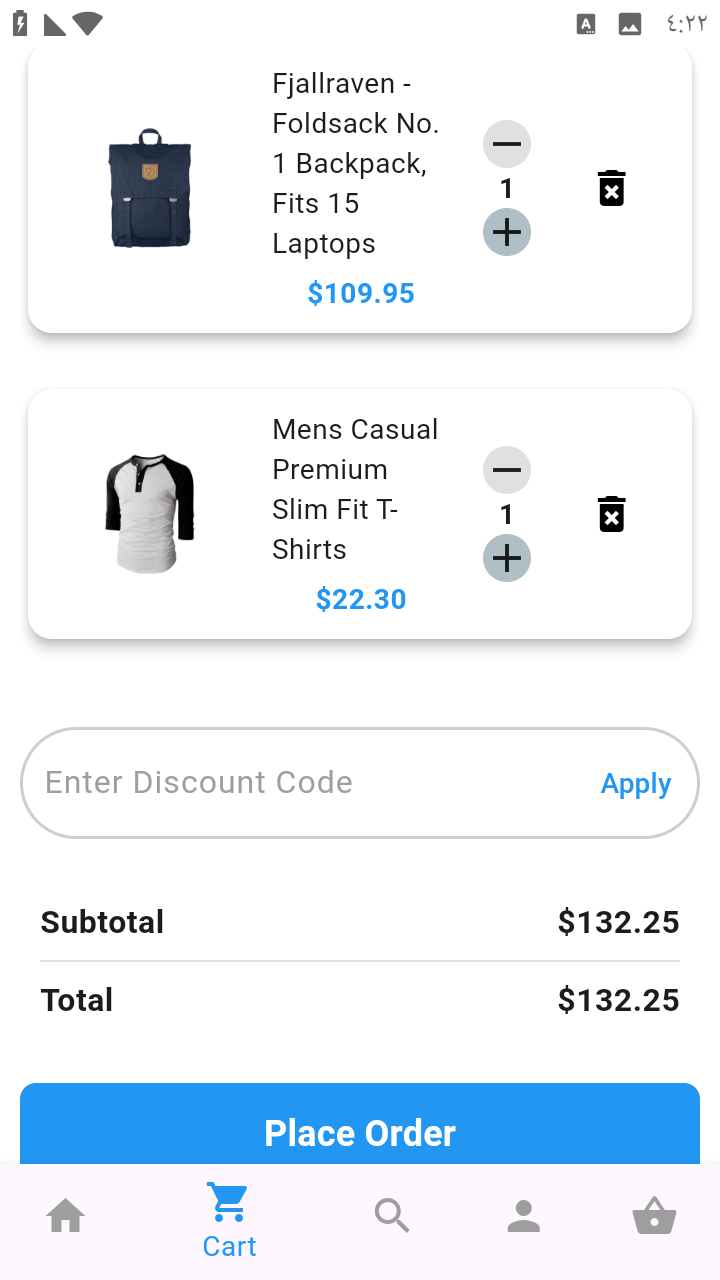 ٤:٢٢
Fjallraven -
Foldsack No.
1 Backpack,
Fits 15
Laptops
$109.95
1
Mens Casual
Premium
Slim Fit T-
Shirts
$22.30
1
Enter Discount Code
Apply
Subtotal
$132.25
Total
$132.25
Place Order
Cart